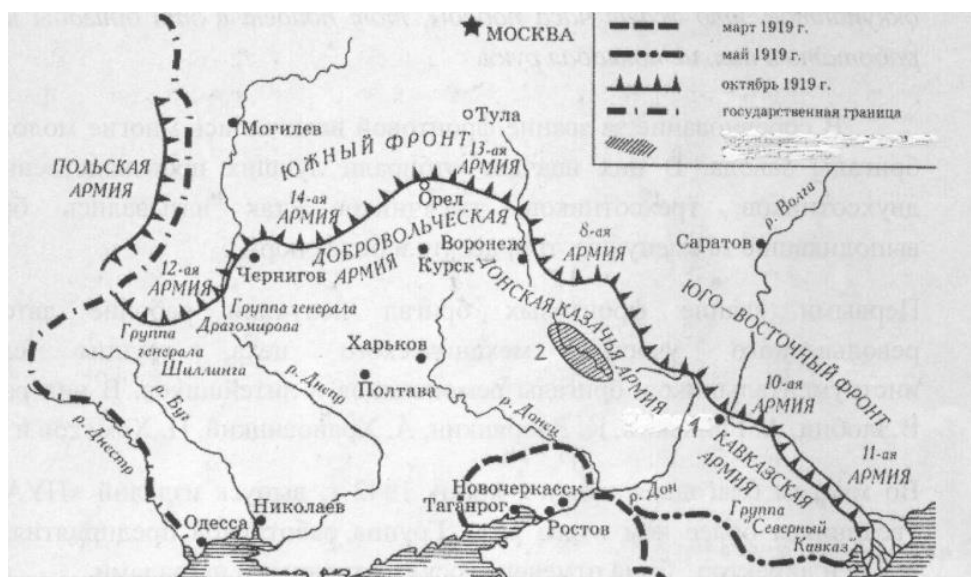 МОСКВА
март 1919 г.
май 1919 г.
октябрь 1919 г.
государственная граница
Тула
Могилев
ЮЖНЫЙ ФРОНТ
13-ая
АРМИЯ
ПОЛЬСКАЯ
АРМИЯ
14-ая
АРМИЯ
Орел
ДОБРОВОЛЬЧЕСКАЯ
АРМИЯ
Воронеж
Курск
8-ая
АРМИЯ
Саратов
р. Волга
12-ая
АРМИЯ
Чернигов
ДОНСКАЯ КАЗАЧЬЯ АРМИЯ
ЮГО-ВОСТОЧНЫЙ ФРОНТ
Группа генерала
Драгомирова
Группа
генерала
Шиллинга
Харьков
2
Полтава
р. Днепр
10-ая
АРМИЯ
1
КАВКАЗСКАЯ
АРМИЯ
11-ая
АРМИЯ
р. Днестр
Буг
Донец
Дон
Новочеркасск
Таганрог
Ростов
Группа
Северный
Кавказ
Николаев
Одесса